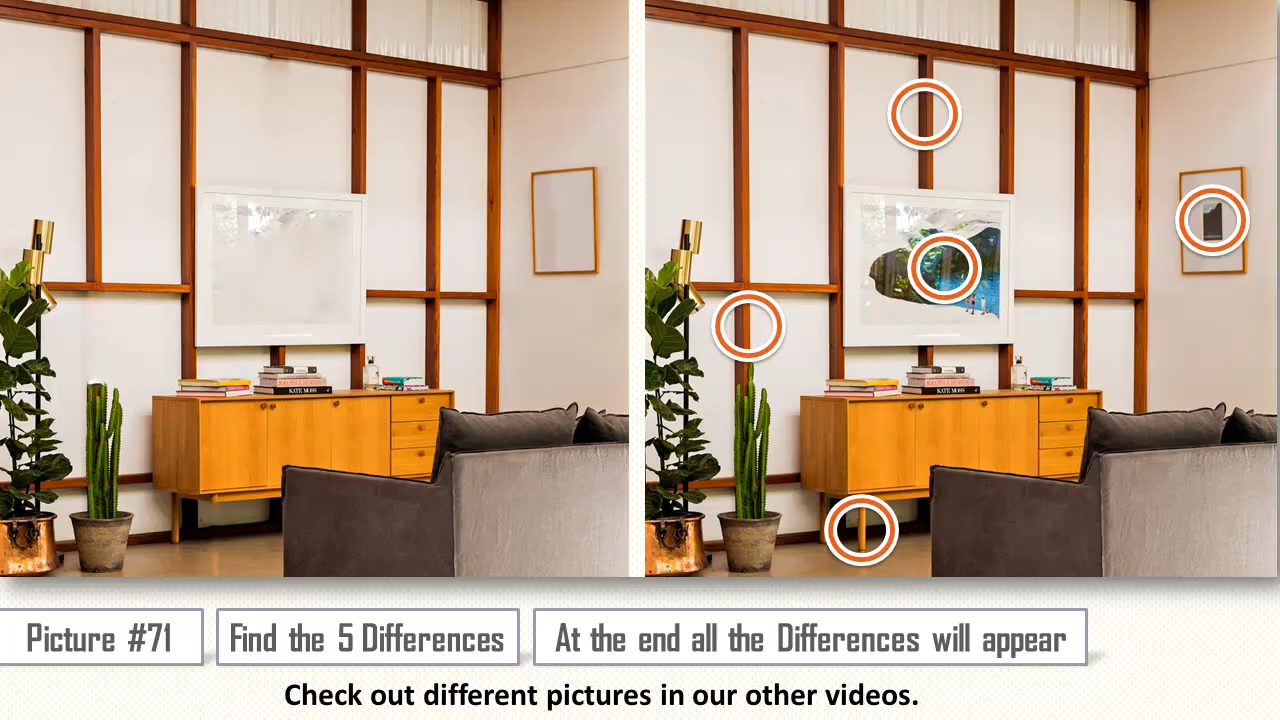 KATE MOSS
KATE MOSS
Picture #71
Find the 5 Differences
At the end all the Differences will appear
Check out different pictures in our other videos.